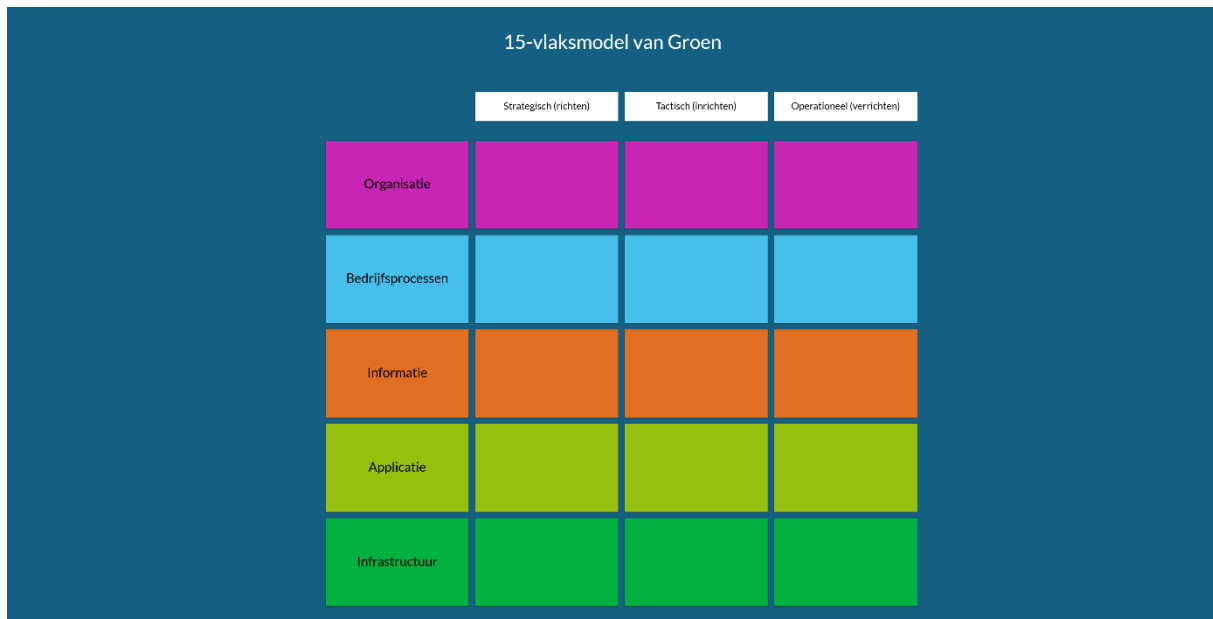 15-vlaksmodel van Groen
Strategisch (richten)
Tactisch (inrichten)
Operationeel (verrichten)
Organisatie
Bedrijfsprocessen
Informatie
Applicatie
Infrastructuur